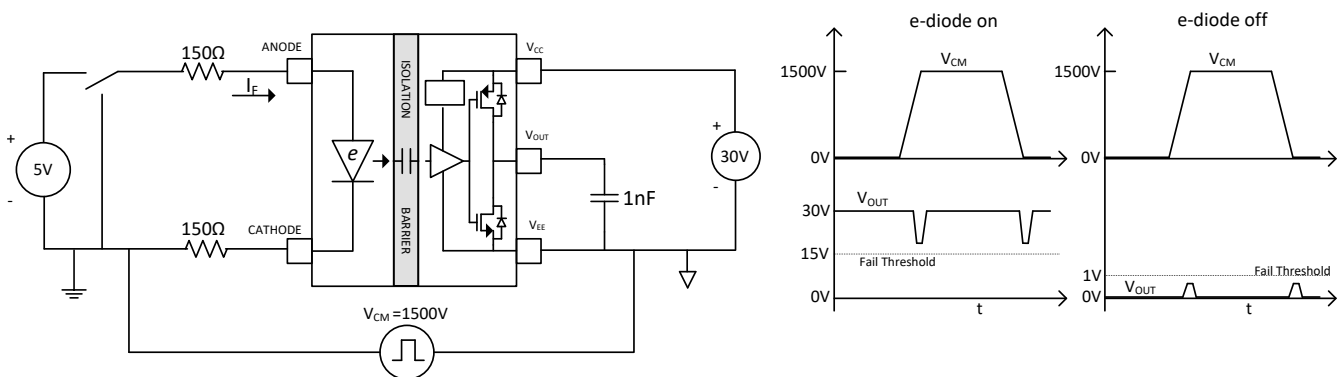 150Ω
I_F
+
5V
-
150Ω
ANODE
CATHODE
e
ISOLATION
BARRIER
V_CC
V_OUT
V_EE
1nF
+
30V
-
V_CM =1500V
e-diode on
1500V
V_CM
0V
V_OUT
30V
15V
Fail Threshold
0V
t
e-diode off
1500V
V_CM
0V
1V
Fail Threshold
V_OUT
0V
t